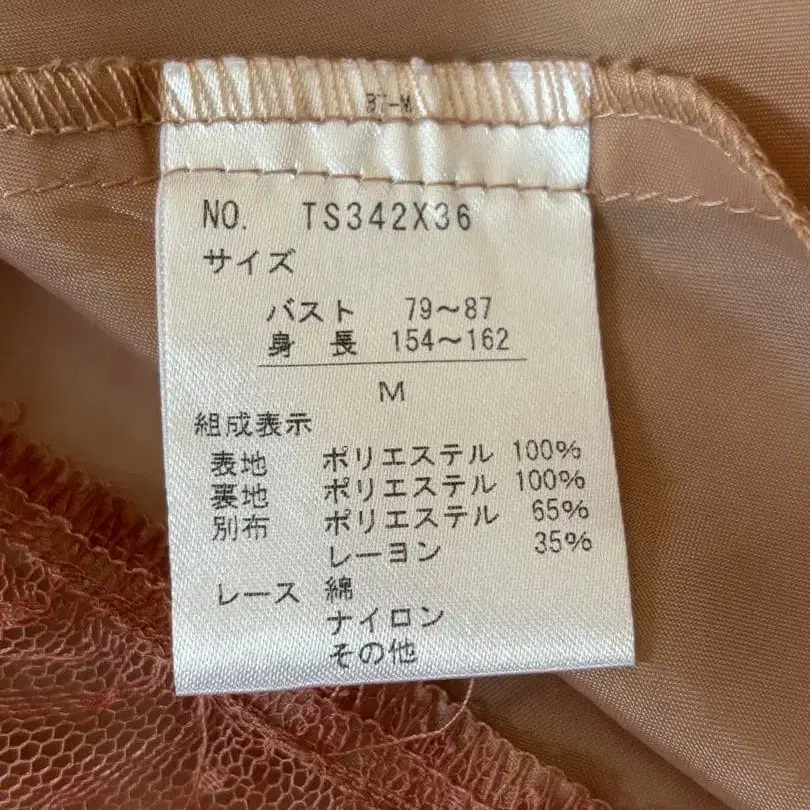 NO. TS342X36
サイズ
バスト 79～87
身長 154～162
M
組成表示
表地 ポリエステル 100%
裏地 ポリエステル 100%
別布 ポリエステル 65%
レーヨン 35%
レース 綿
ナイロン
その他